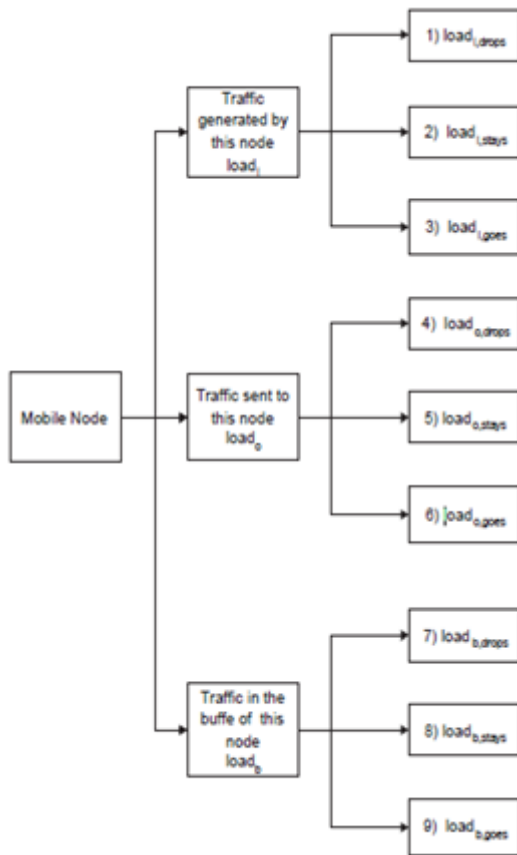 Mobile Node
Traffic
generated by
this node
load_i
1) load_i,drops
2) load_i,stays
3) load_i,goes
Traffic sent to
this node
load_o
4) load_o,drops
5) load_o,stays
6) load_o,goes
Traffic in the
buffe of this
node
load_b
7) load_b,drops
8) load_b,stays
9) load_b,goes